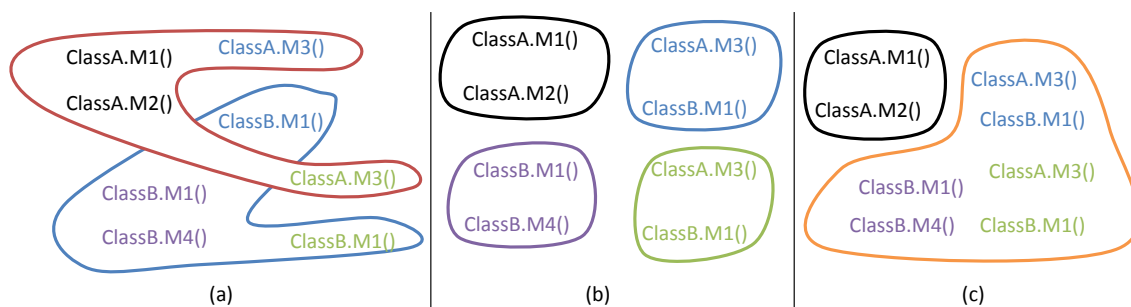 ClassA.M1()
ClassA.M3()
ClassA.M2()
ClassB.M1()
ClassA.M3()
ClassB.M1()
ClassB.M4()
ClassB.M1()
(a)
ClassA.M1()
ClassA.M2()
ClassA.M3()
ClassB.M1()
ClassB.M1()
ClassB.M4()
ClassA.M3()
ClassB.M1()
(b)
ClassA.M1()
ClassA.M2()
ClassA.M3()
ClassB.M1()
ClassA.M3()
ClassB.M1()
ClassB.M4()
ClassB.M1()
(c)